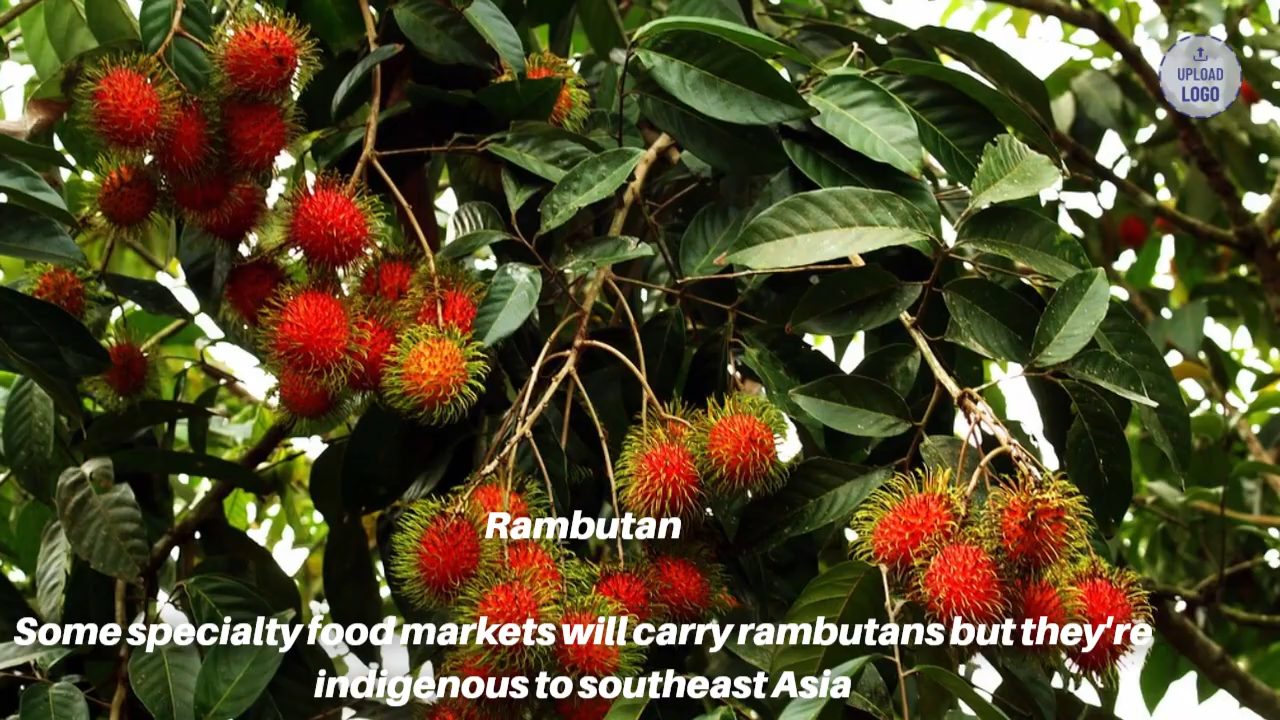 UPLOAD
LOGO
Rambutan
Some specialty food markets will carry rambutans but they're
indigenous to southeast Asia